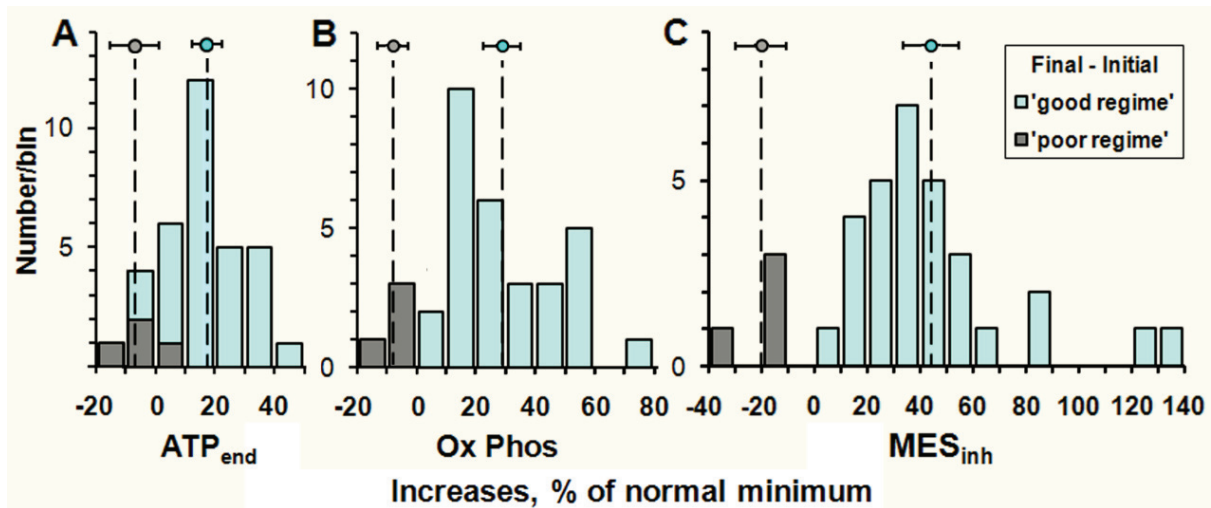 A
B
C
Final - Initial
'good regime'
'poor regime'
Number/bin
10
5
10
5
0
5
0
-20 0 20 40
-20 0 20 40 60 80
-40 -20 0 20 40 60 80 100 120 140
ATPend
Ox Phos
MESinh
Increases, % of normal minimum